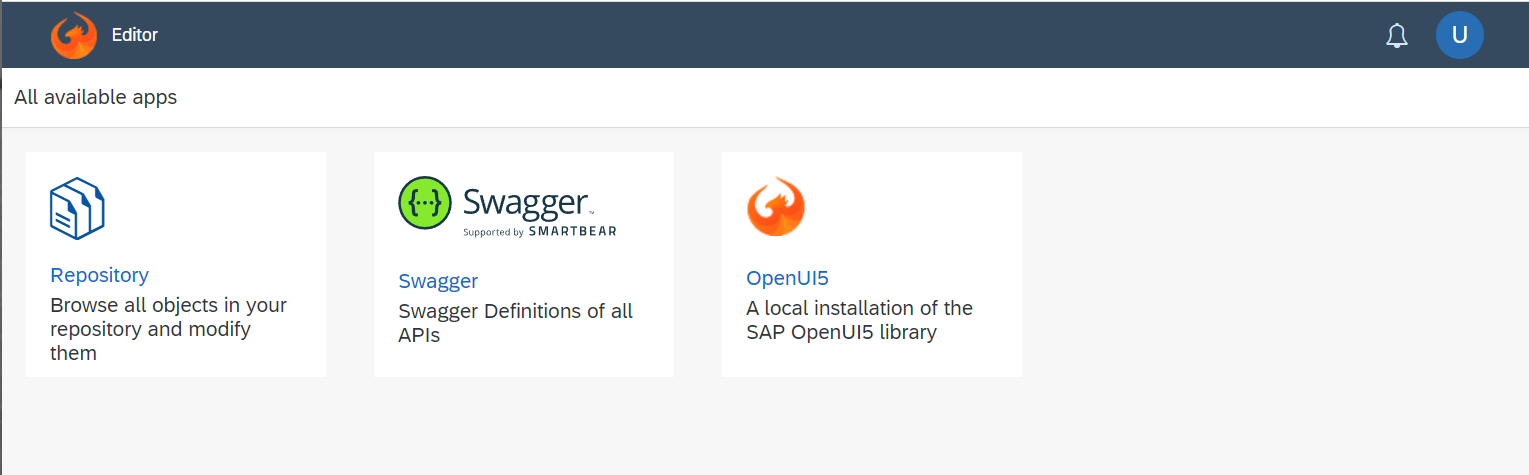 Editor
U
All available apps
Swagger™
Supported by SMARTBEAR
Repository
Browse all objects in your
repository and modify
them
Swagger
Swagger Definitions of all
APIs
OpenUI5
A local installation of the
SAP OpenUI5 library